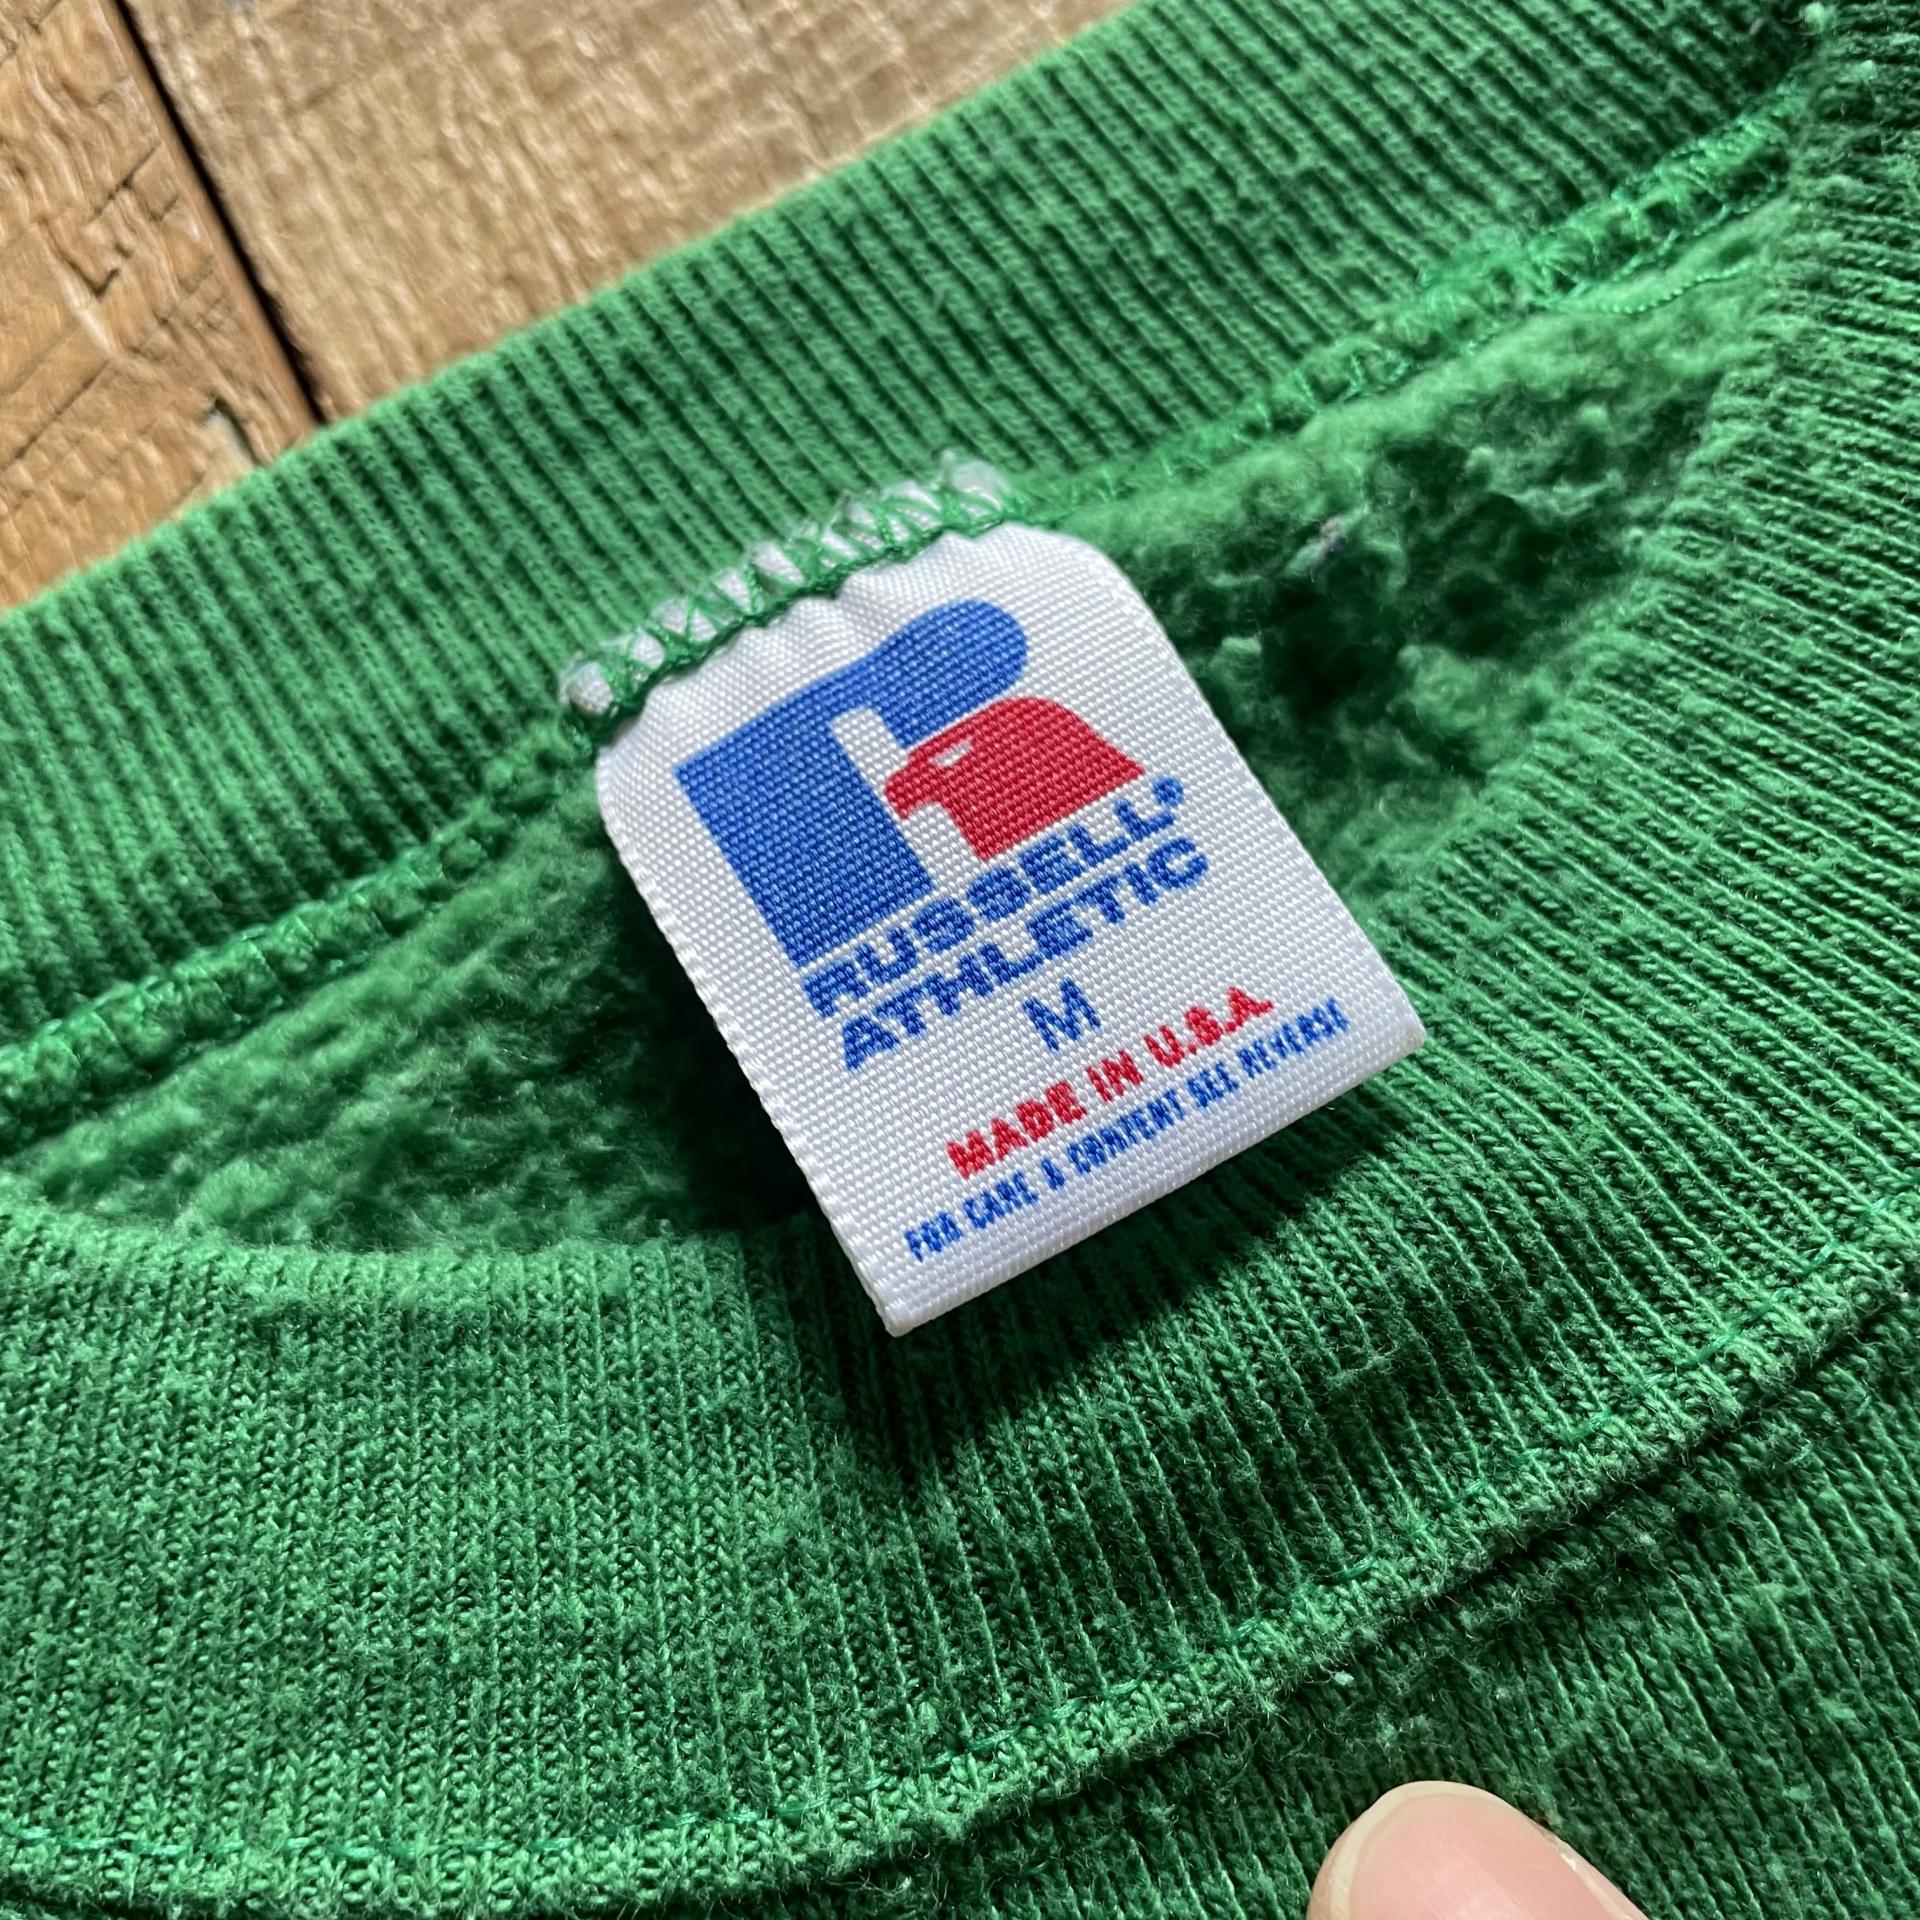 RUSSELL®
ATHLETIC
M
MADE IN U.S.A.
FOR CARE & CONTENT SEE REVERSE